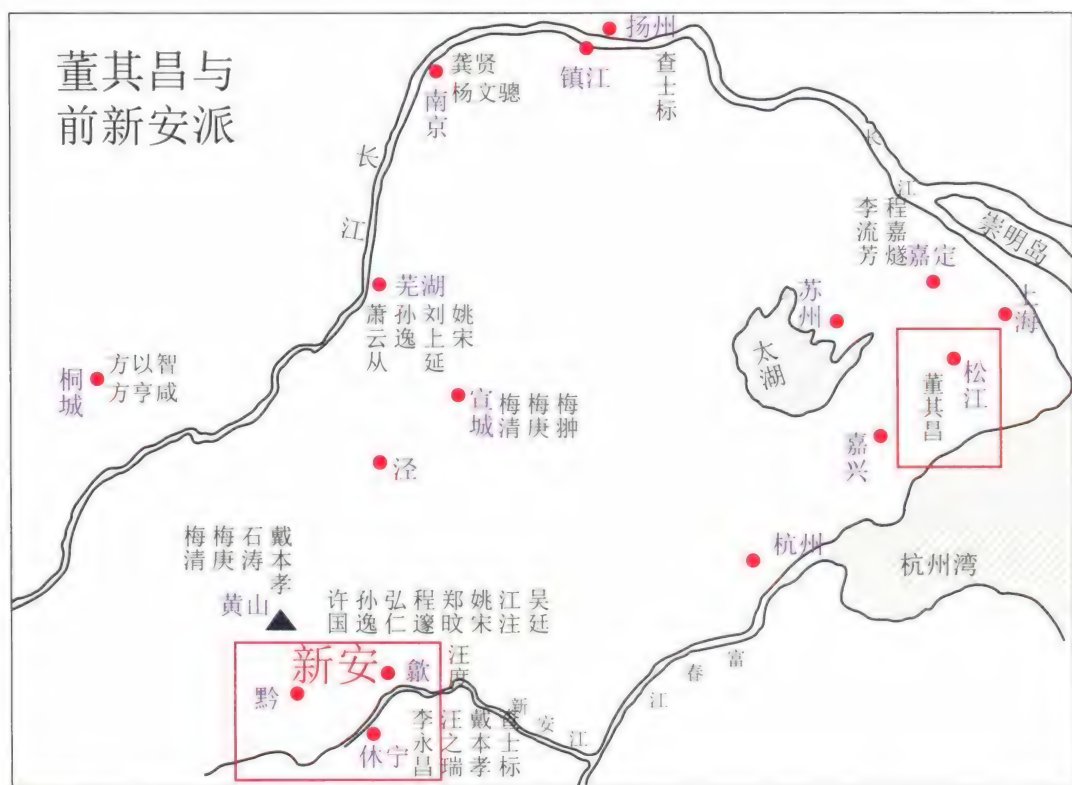 董其昌与
前新安派
扬州
镇江
查士标
龚贤
杨文骢
南京
长江
长江
崇明岛
李流芳
程嘉燧
嘉定
上海
苏州
太湖
松江
董其昌
嘉兴
芜湖
萧云从
孙逸
刘上延
姚宋
桐城
方以智
方亨咸
宣城
梅清
梅庚
梅翀
泾
杭州
杭州湾
梅清
梅庚
石涛
戴本孝
黄山
许国
孙逸
弘仁
程邃
郑旼
姚宋
江注
吴廷
新安
歙
汪度
黟
休宁
李永昌
汪之瑞
戴本孝
查士标
新安江
江春富